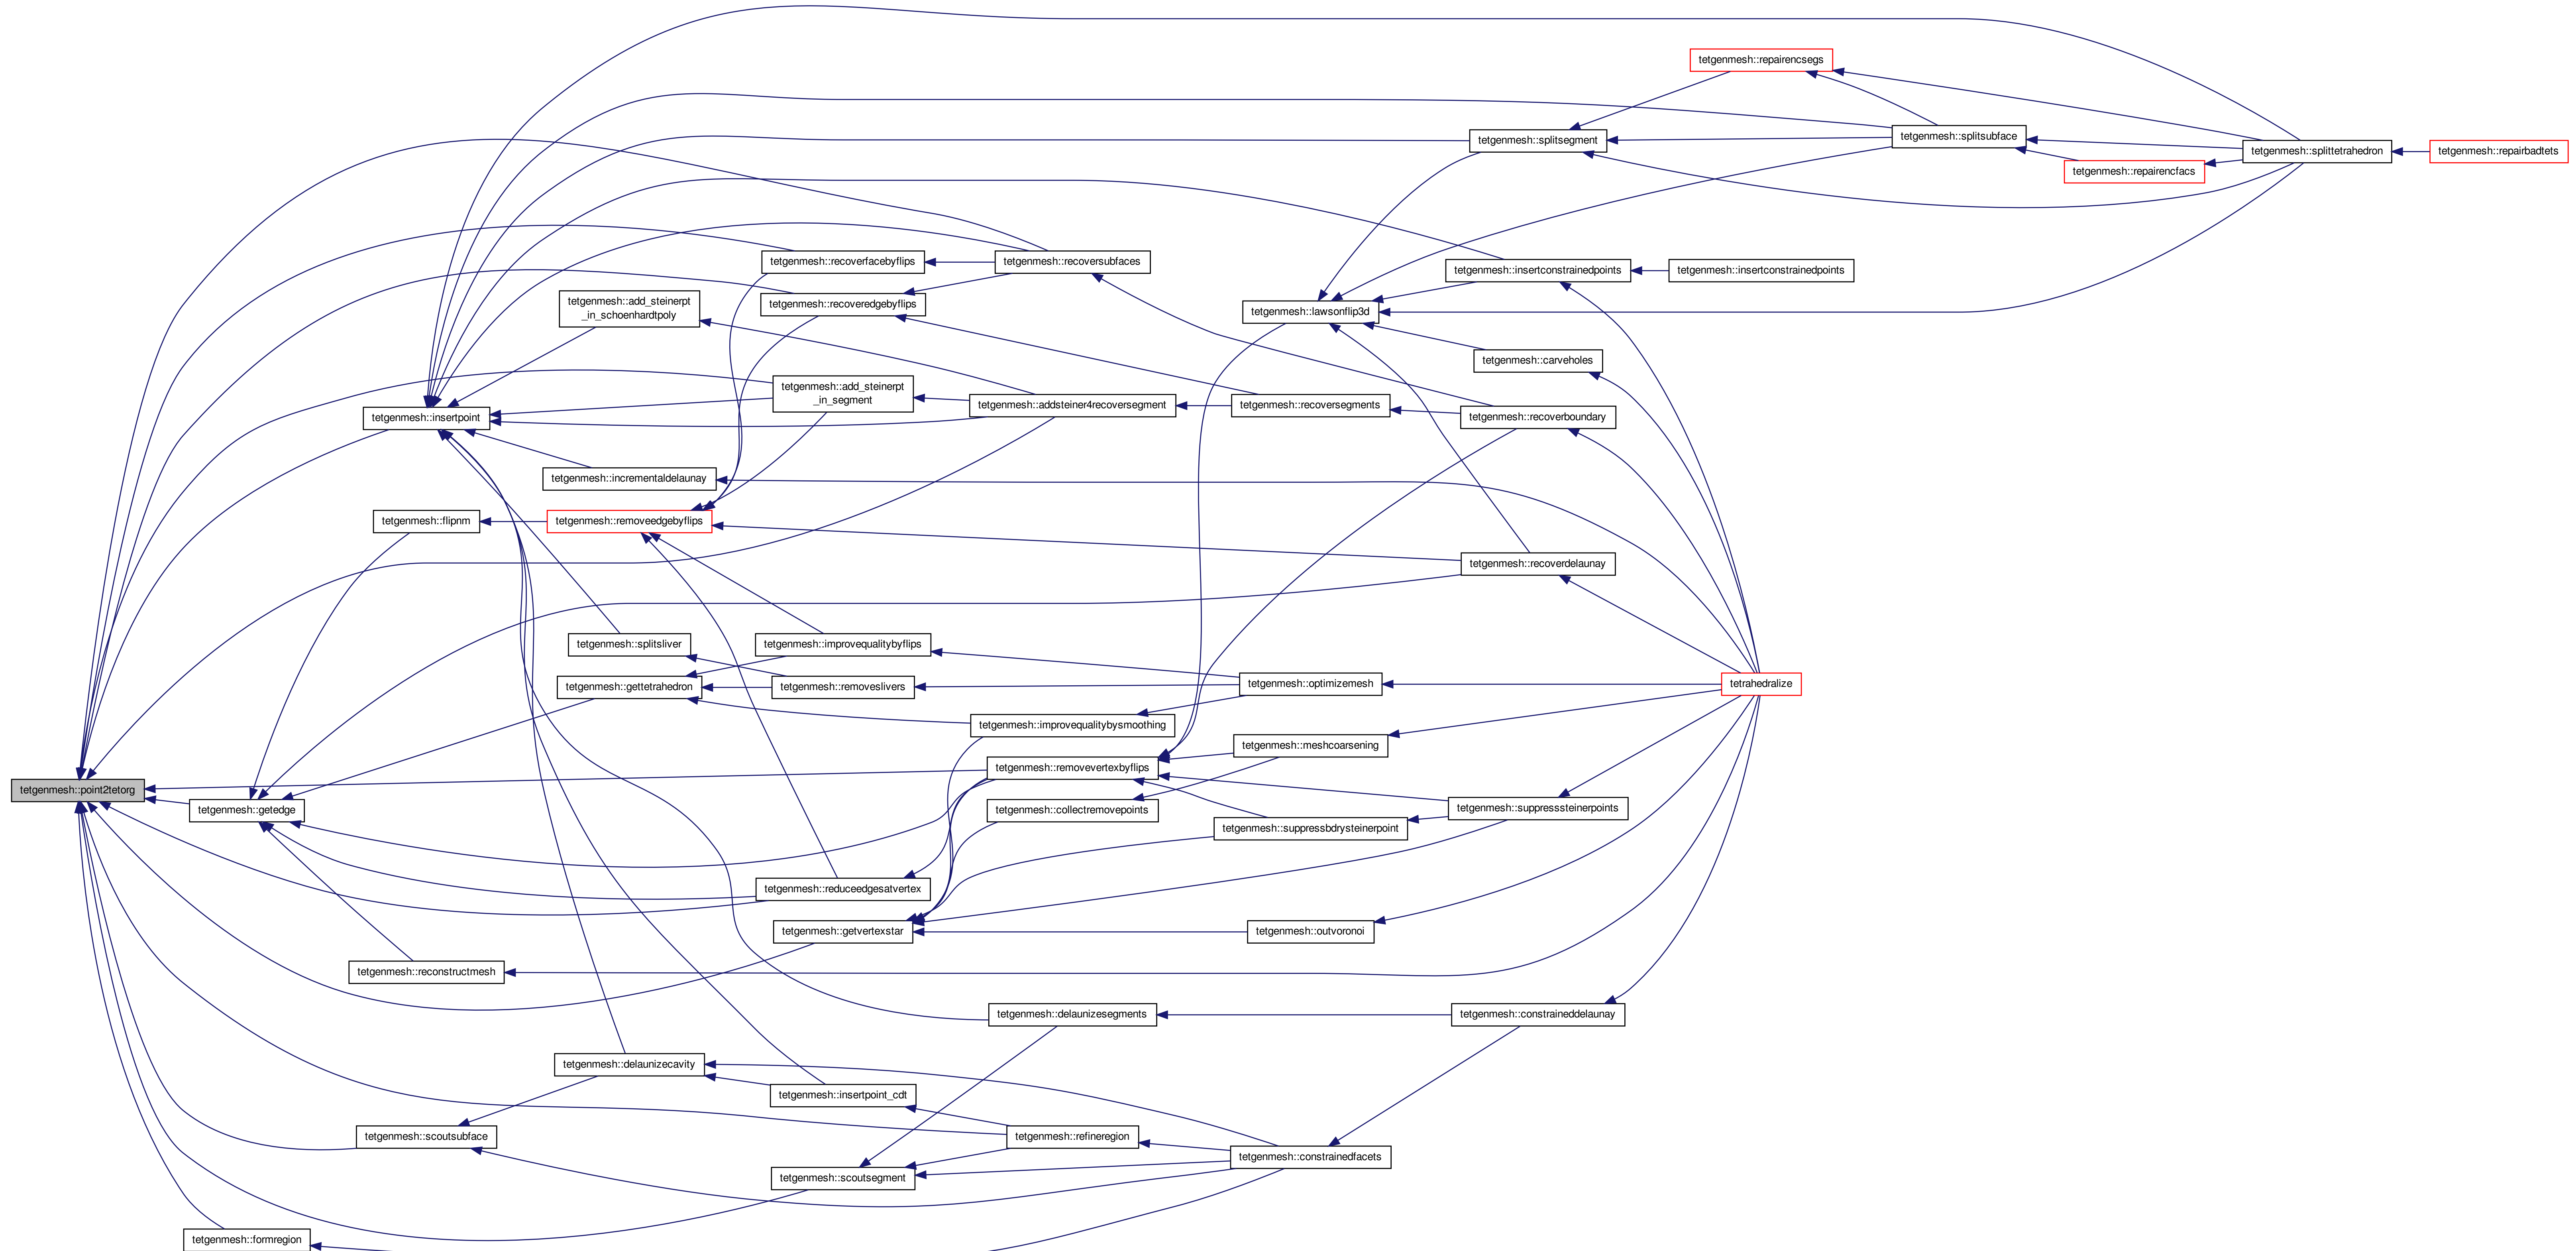 tetgenmesh::repairencsegs
tetgenmesh::splitsubface
tetgenmesh::splitsegment
tetgenmesh::splittetrahedron
tetgenmesh::repairbadtets
tetgenmesh::repairencfacs
tetgenmesh::recoverfacebyflips
tetgenmesh::recoversubfaces
tetgenmesh::insertconstrainedpoints
tetgenmesh::insertconstrainedpoints
tetgenmesh::add_steinerpt
_in_schoenhardtpoly
tetgenmesh::recoveredgebyflips
tetgenmesh::lawsonflip3d
tetgenmesh::carveholes
tetgenmesh::add_steinerpt
_in_segment
tetgenmesh::insertpoint
tetgenmesh::addsteiner4recoversegment
tetgenmesh::recoversegments
tetgenmesh::recoverboundary
tetgenmesh::incrementaldelaunay
tetgenmesh::flipnm
tetgenmesh::removeedgebyflips
tetgenmesh::recoverdelaunay
tetgenmesh::splitsliver
tetgenmesh::improvequalitybyflips
tetgenmesh::gettetrahedron
tetgenmesh::removeslivers
tetgenmesh::optimizemesh
tetrahedralize
tetgenmesh::improvequalitybysmoothing
tetgenmesh::meshcoarsening
tetgenmesh::removevertexbyflips
tetgenmesh::point2tetorg
tetgenmesh::getedge
tetgenmesh::collectremovepoints
tetgenmesh::suppresssteinerpoints
tetgenmesh::suppressbdrysteinerpoint
tetgenmesh::reduceedgesatvertex
tetgenmesh::getvertexstar
tetgenmesh::outvoronoi
tetgenmesh::reconstructmesh
tetgenmesh::delaunizesegments
tetgenmesh::constraineddelaunay
tetgenmesh::delaunizecavity
tetgenmesh::insertpoint_cdt
tetgenmesh::scoutsubface
tetgenmesh::refineregion
tetgenmesh::constrainedfacets
tetgenmesh::scoutsegment
tetgenmesh::formregion